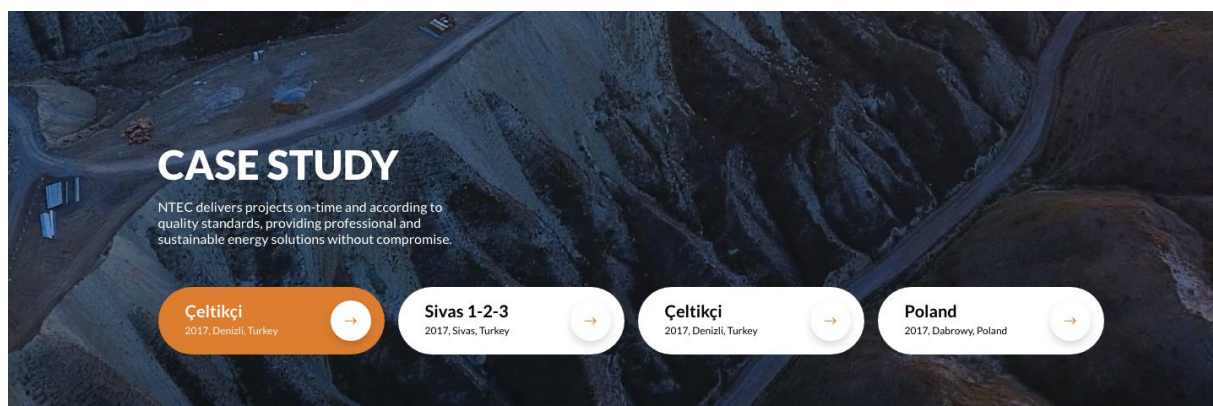 CASE STUDY
NTEC delivers projects on-time and according to
quality standards, providing professional and
sustainable energy solutions without compromise.
Çeltikçi
2017, Denizli, Turkey
→
Sivas 1-2-3
2017, Sivas, Turkey
→
Çeltikçi
2017, Denizli, Turkey
→
Poland
2017, Dabrowy, Poland
→